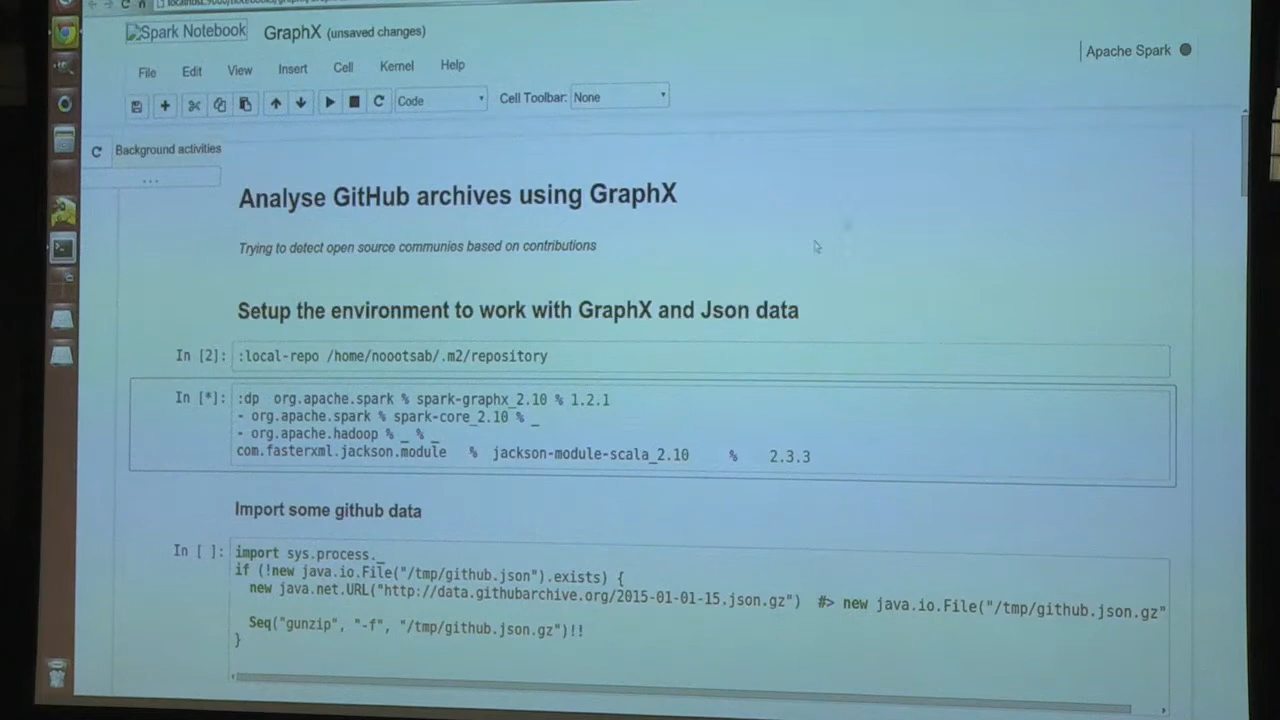 Spark Notebook GraphX (unsaved changes)
Apache Spark
File Edit View Insert Cell Kernel Help
Code Cell Toolbar: None
Background activities
...
Analyse GitHub archives using GraphX
Trying to detect open source communies based on contributions
Setup the environment to work with GraphX and Json data
In [2]: :local-repo /home/noootsab/.m2/repository
In [*]: :dp org.apache.spark % spark-graphx_2.10 % 1.2.1
- org.apache.spark % spark-core_2.10 % _
- org.apache.hadoop % _ % _
com.fasterxml.jackson.module % jackson-module-scala_2.10 % 2.3.3
Import some github data
In [ ]: import sys.process._
if (!new java.io.File("/tmp/github.json").exists) {
new java.net.URL("http://data.githubarchive.org/2015-01-01-15.json.gz") #> new java.io.File("/tmp/github.json.gz"
Seq("gunzip", "-f", "/tmp/github.json.gz")!!
}